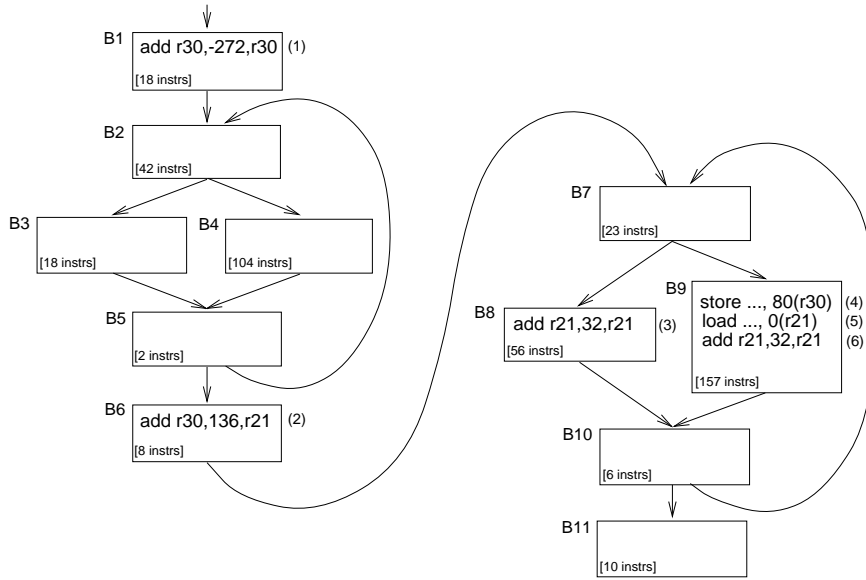 B1
add r30,-272,r30 (1)
[18 instrs]
B2
[42 instrs]
B3
[18 instrs]
B4
[104 instrs]
B5
[2 instrs]
B6
add r30,136,r21 (2)
[8 instrs]
B7
[23 instrs]
B8
add r21,32,r21 (3)
[56 instrs]
B9
store ..., 80(r30) (4)
load ..., 0(r21) (5)
add r21,32,r21 (6)
[157 instrs]
B10
[6 instrs]
B11
[10 instrs]